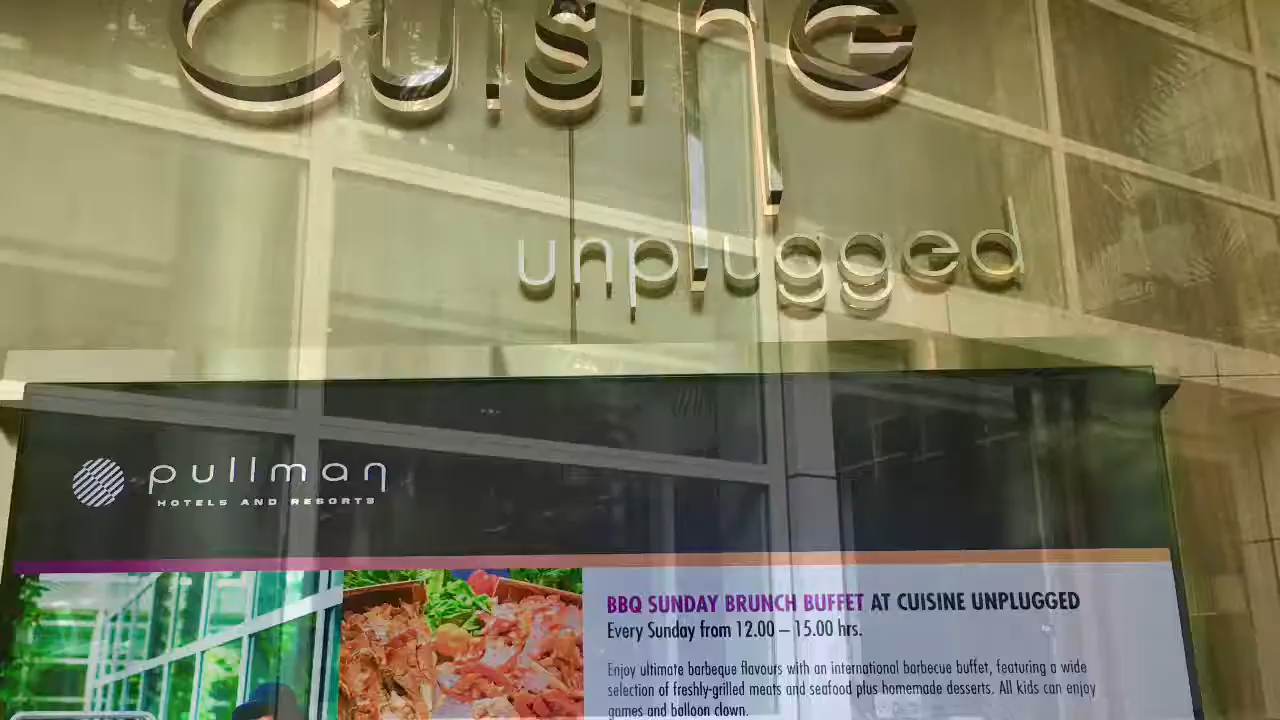 cuisine
unplugged
pullman
HOTELS AND RESORTS
BBQ SUNDAY BRUNCH BUFFET AT CUISINE UNPLUGGED
Every Sunday from 12.00 – 15.00 hrs.
Enjoy ultimate barbeque flavours with an international barbecue buffet, featuring a wide
selection of freshly-grilled meats and seafood plus homemade desserts. All kids can enjoy
games and balloon clown.